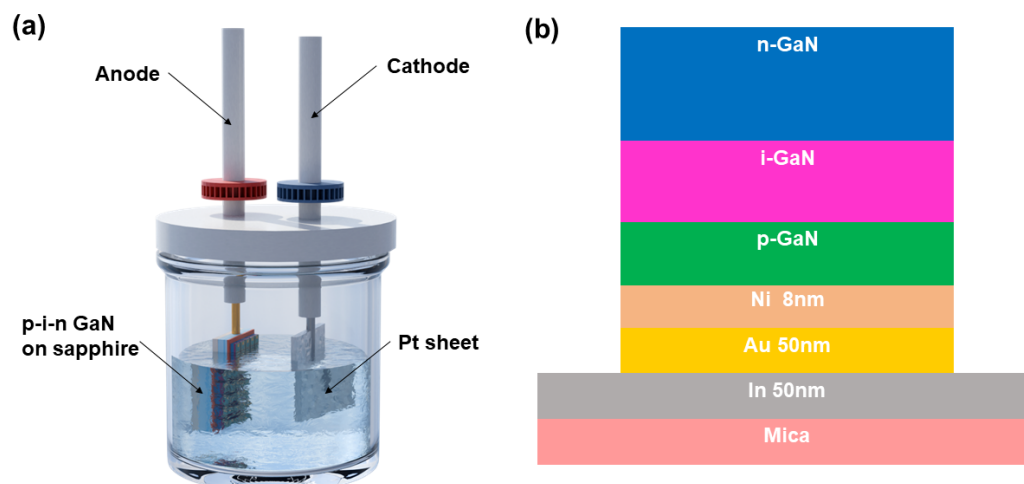 (a)
Anode
Cathode
p-i-n GaN
on sapphire
Pt sheet
(b)
n-GaN
i-GaN
p-GaN
Ni 8nm
Au 50nm
In 50nm
Mica